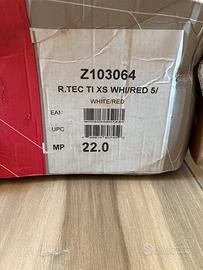 Z103064
R.TEC TI XS WHI/RED 5/
WHITE/RED
EAN
UPC
MP 22.0